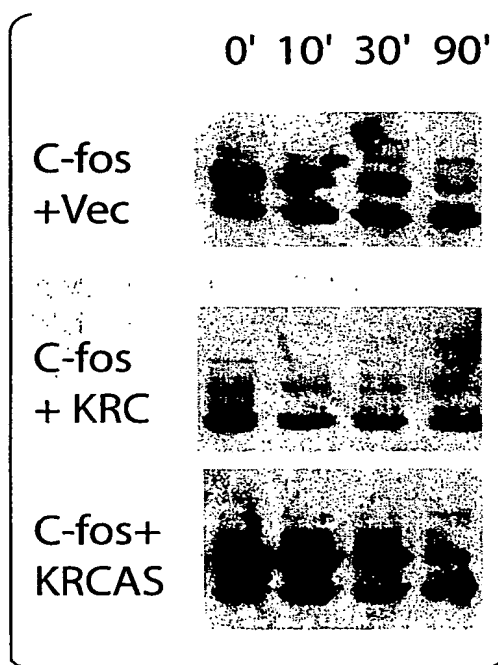 0' 10' 30' 90'
C-fos
+Vec
C-fos
+ KRC
C-fos+
KRCAS